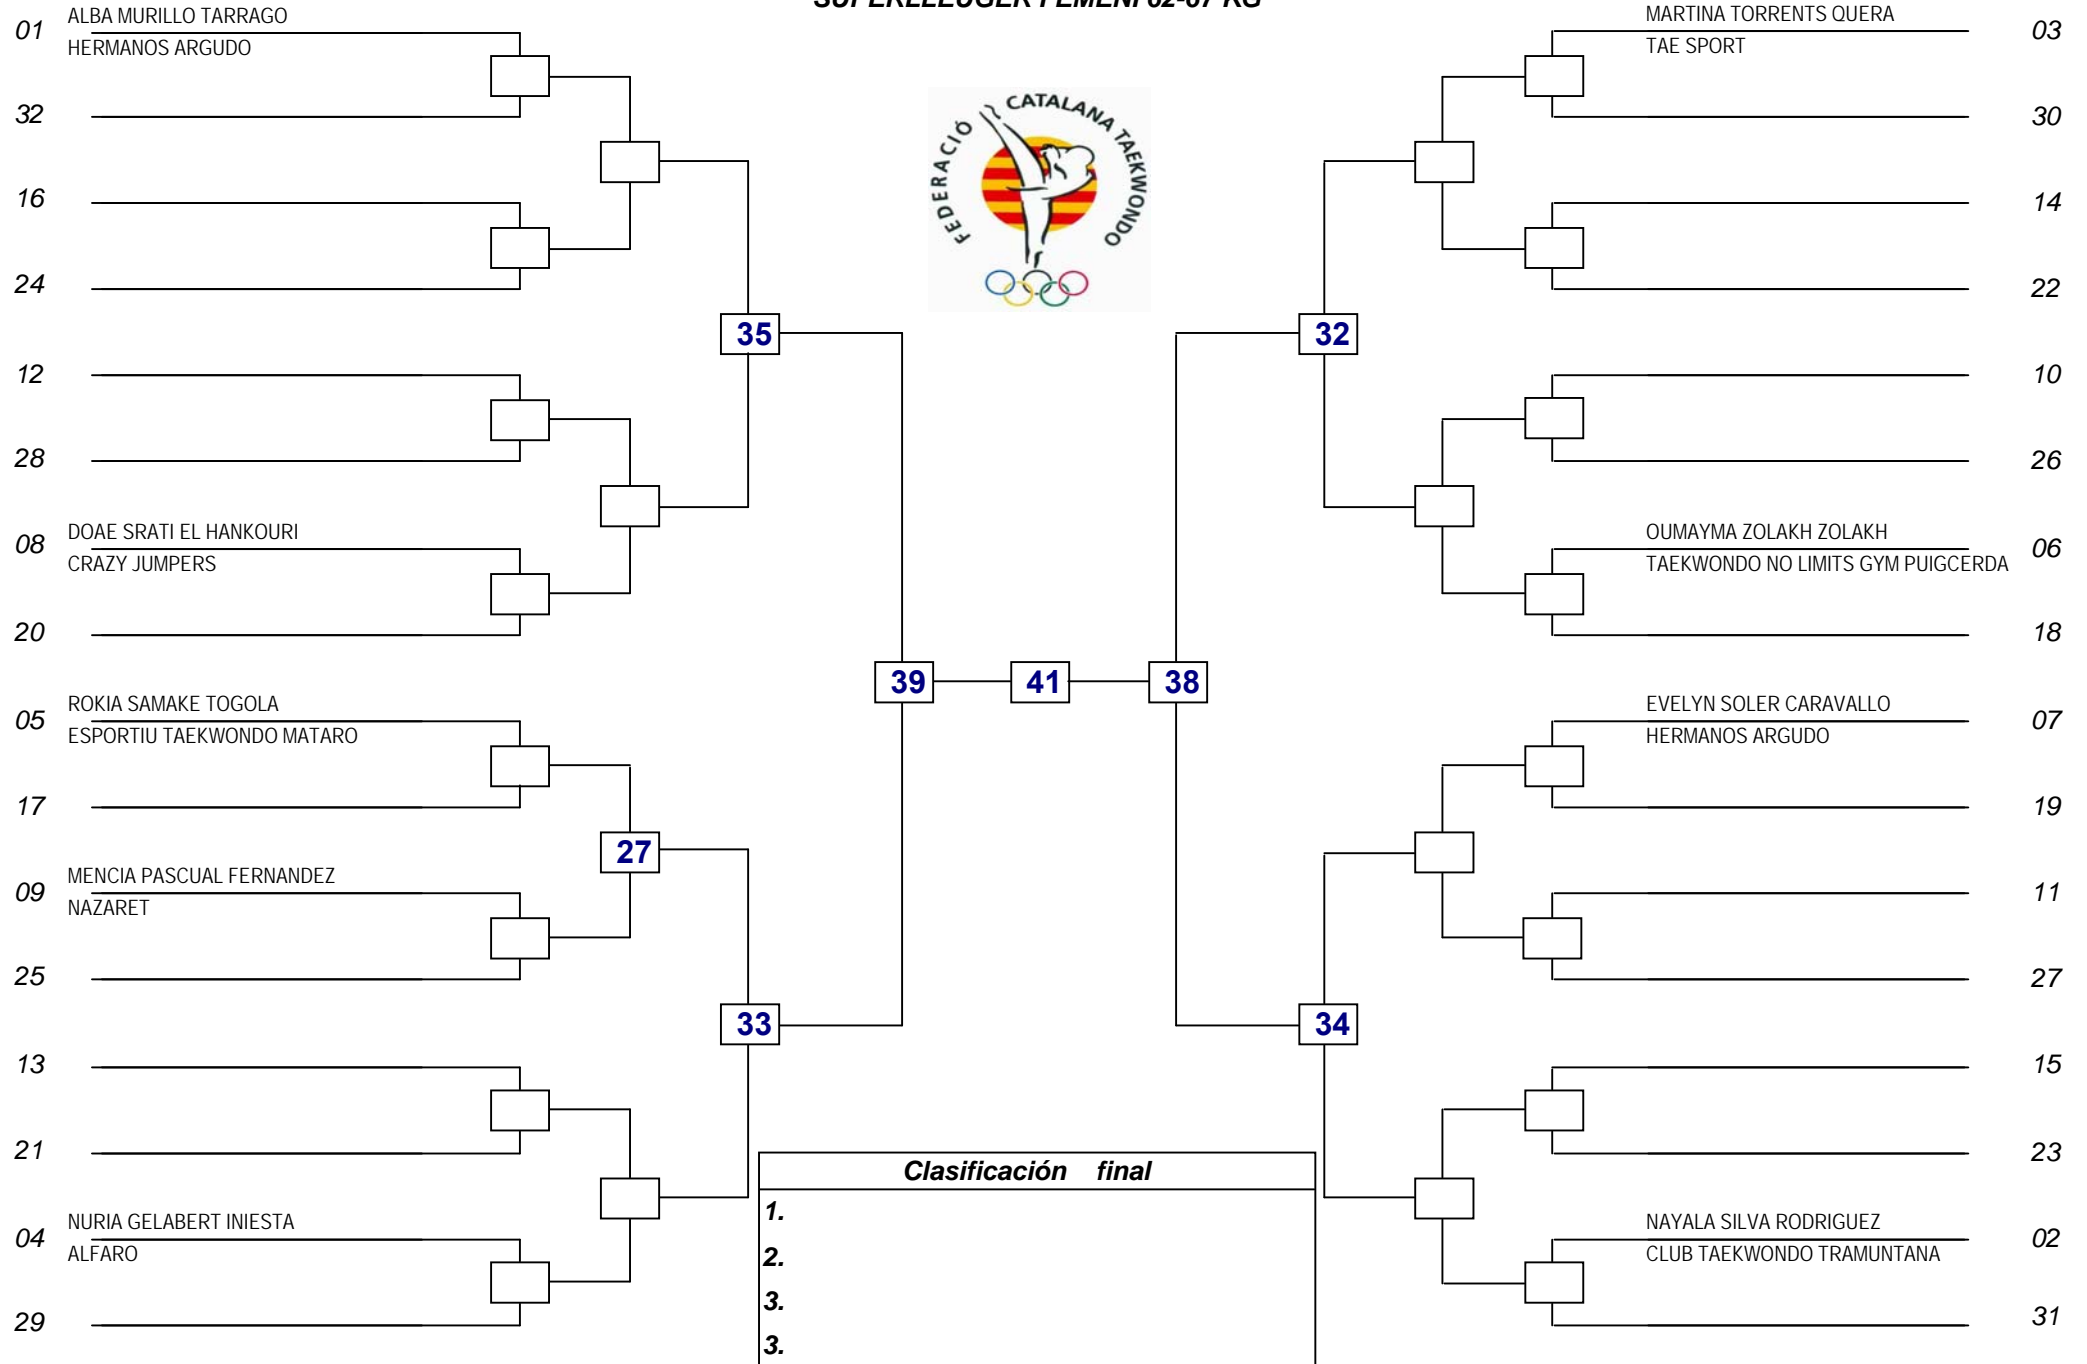 SUPERLLEUGER FEMENI 62-67 KG
01
ALBA MURILLO TARRAGO
HERMANOS ARGUDO
32
16
24
12
28
08
DOAE SRATI EL HANKOURI
CRAZY JUMPERS
20
05
ROKIA SAMAKE TOGOLA
ESPORTIU TAEKWONDO MATARO
17
09
MENCIA PASCUAL FERNANDEZ
NAZARET
25
13
21
04
NURIA GELABERT INIESTA
ALFARO
29
35
27
33
39
41
38
32
34
FEDERACIÓ CATALANA TAEKWONDO
MARTINA TORRENTS QUERA
03
TAE SPORT
30
14
22
10
26
OUMAYMA ZOLAKH ZOLAKH
06
TAEKWONDO NO LIMITS GYM PUIGCERDA
18
EVELYN SOLER CARAVALLO
07
HERMANOS ARGUDO
19
11
27
15
23
NAYALA SILVA RODRIGUEZ
02
CLUB TAEKWONDO TRAMUNTANA
31
Clasificación final
1.
2.
3.
3.